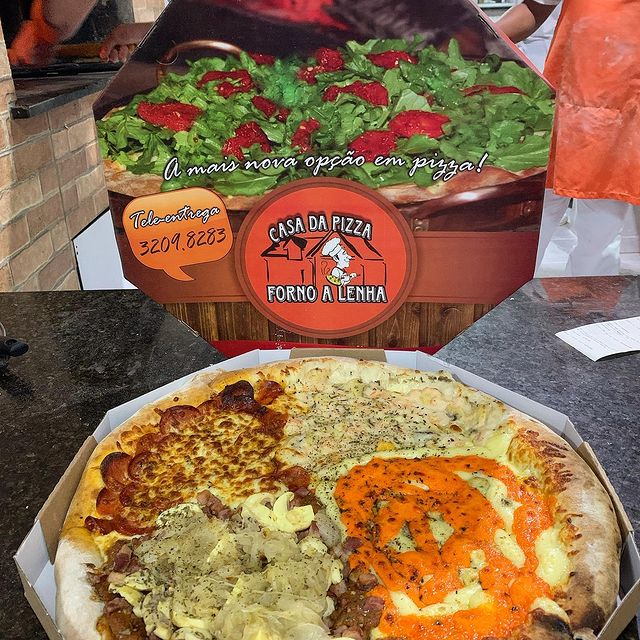 A mais nova opção em pizza!
Tele-entrega
3209.8283
CASA DA PIZZA
FORNO A LENHA